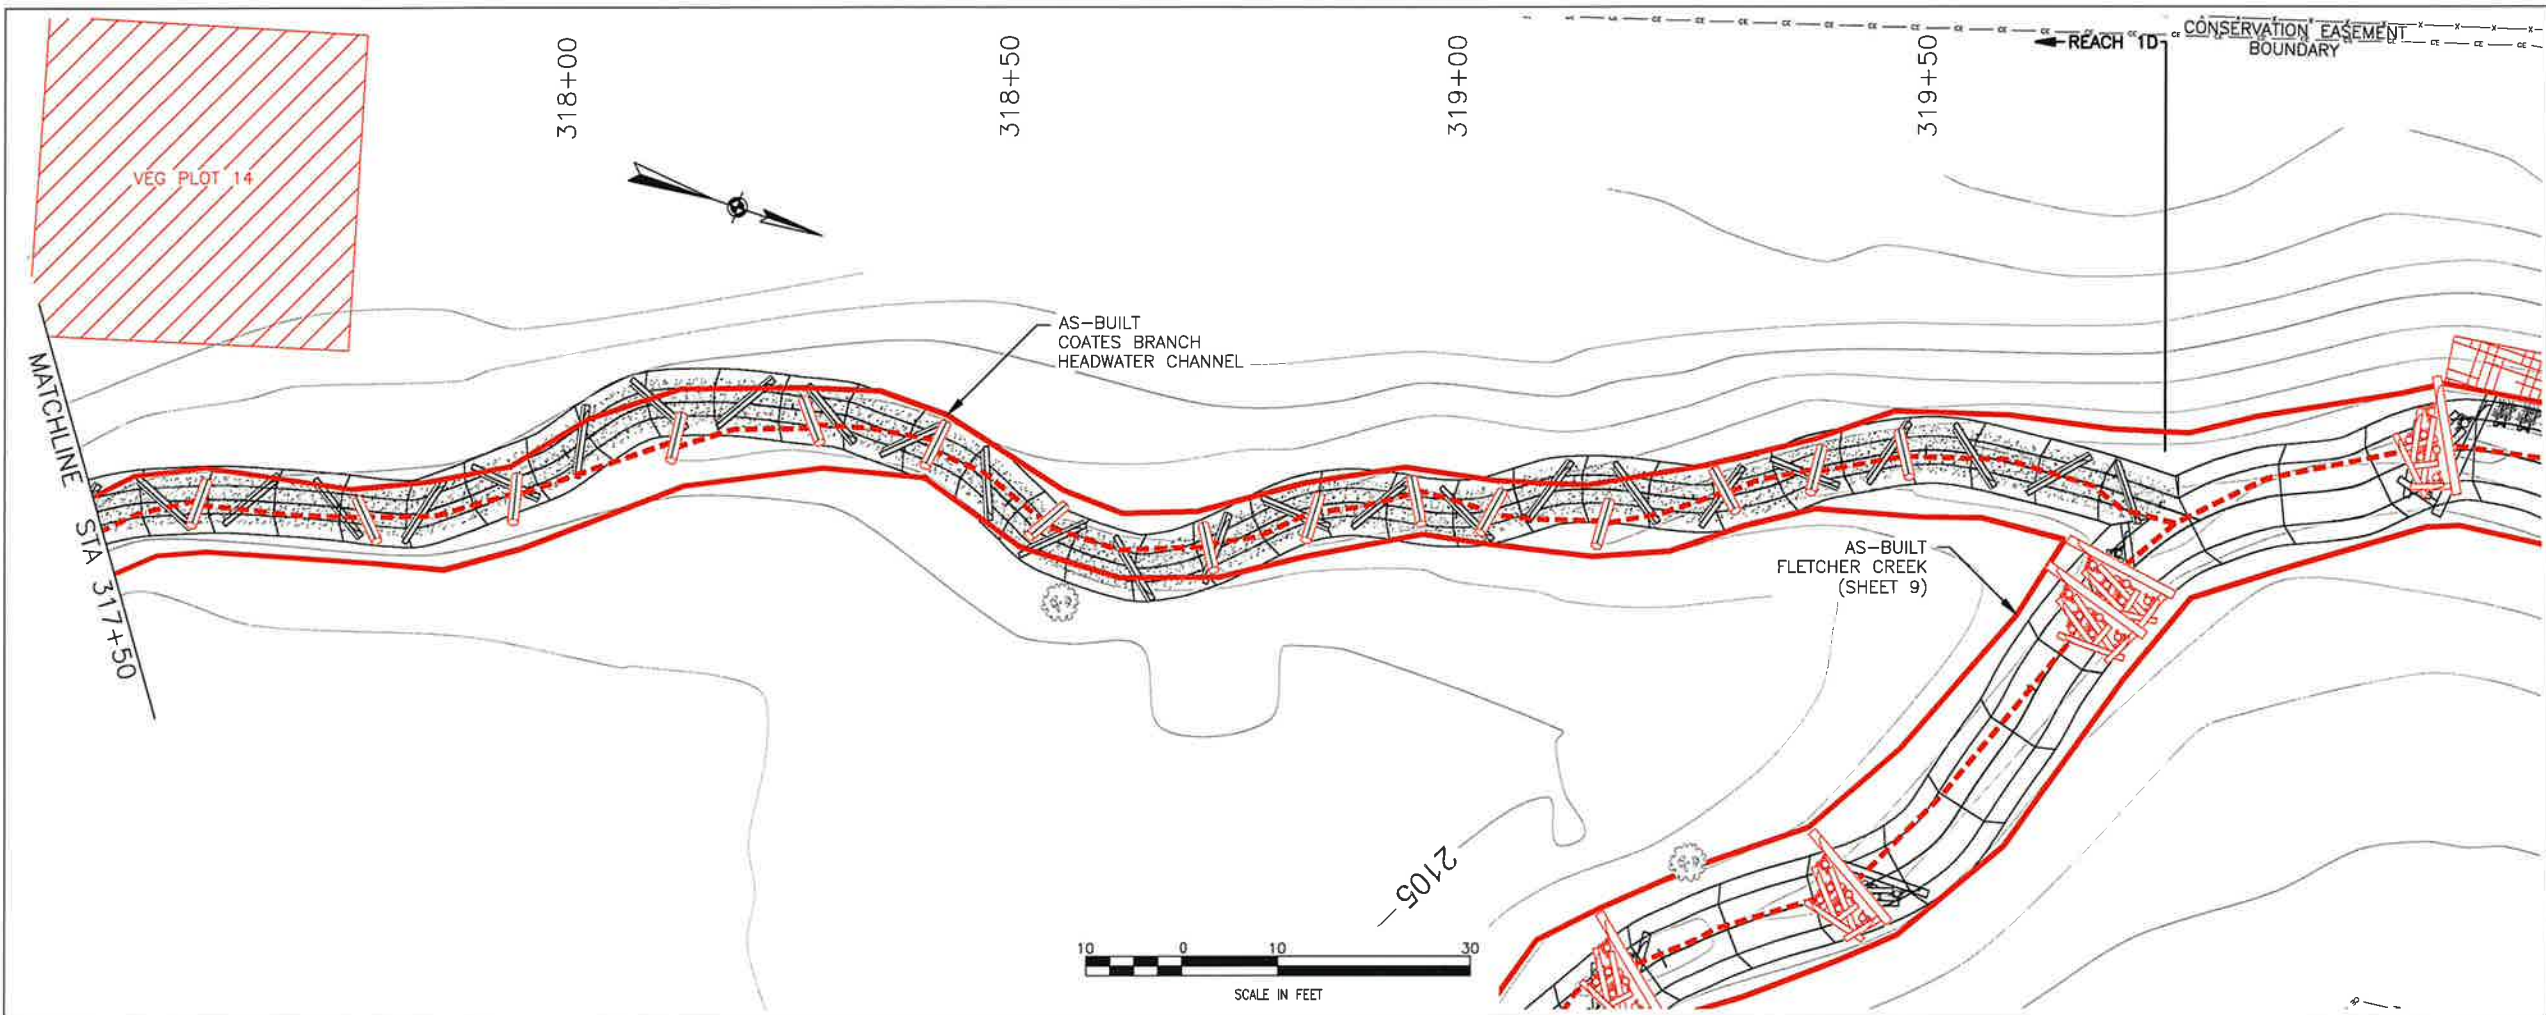 318+00
318+50
319+00
319+50
CONSERVATION EASEMENT
BOUNDARY
REACH 1D
VEG PLOT 14
MATCHLINE STA 317+50
AS-BUILT
COATES BRANCH
HEADWATER CHANNEL
AS-BUILT
FLETCHER CREEK
(SHEET 9)
2105
10 0 10 30
SCALE IN FEET